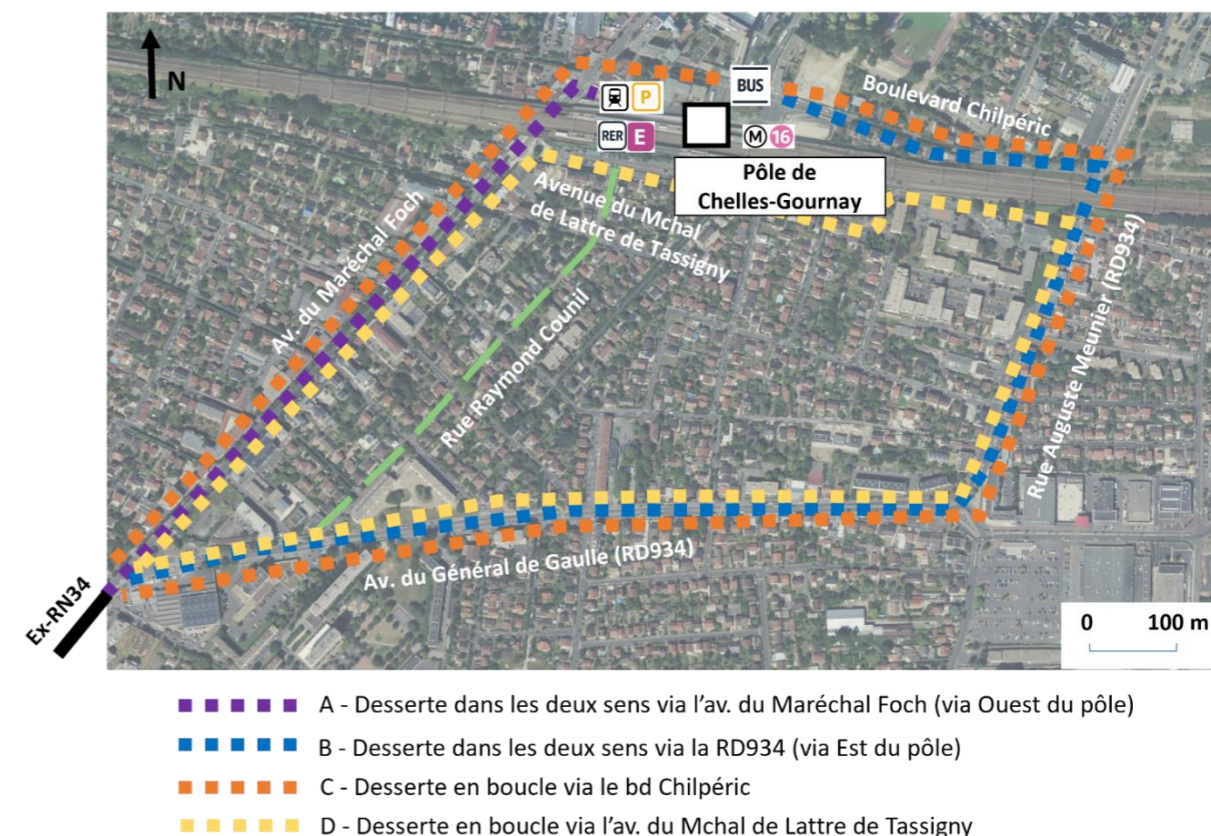 N
BUS
P
RER E
M 16
Boulevard Chilpéric
Pôle de
Chelles-Gournay
Avenue du Mchal
de Lattre de Tassigny
Av. du Maréchal Foch
Rue Raymond Counil
Rue Auguste Meunier (RD934)
Av. du Général de Gaulle (RD934)
Ex-RN34
0 100 m
A - Desserte dans les deux sens via l’av. du Maréchal Foch (via Ouest du pôle)
B - Desserte dans les deux sens via la RD934 (via Est du pôle)
C - Desserte en boucle via le bd Chilpéric
D - Desserte en boucle via l’av. du Mchal de Lattre de Tassigny